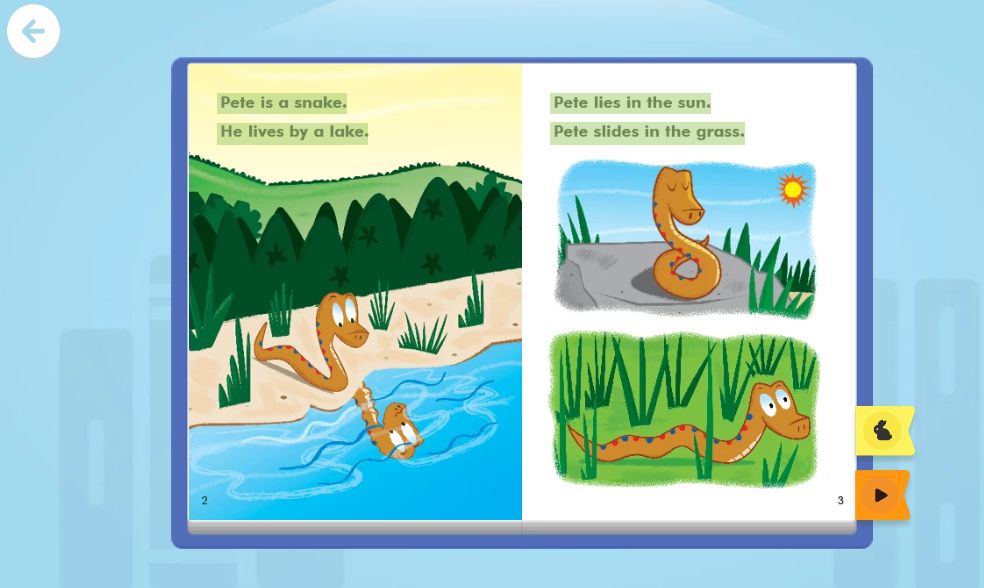 Pete is a snake.
He lives by a lake.
2
Pete lies in the sun.
Pete slides in the grass.
3